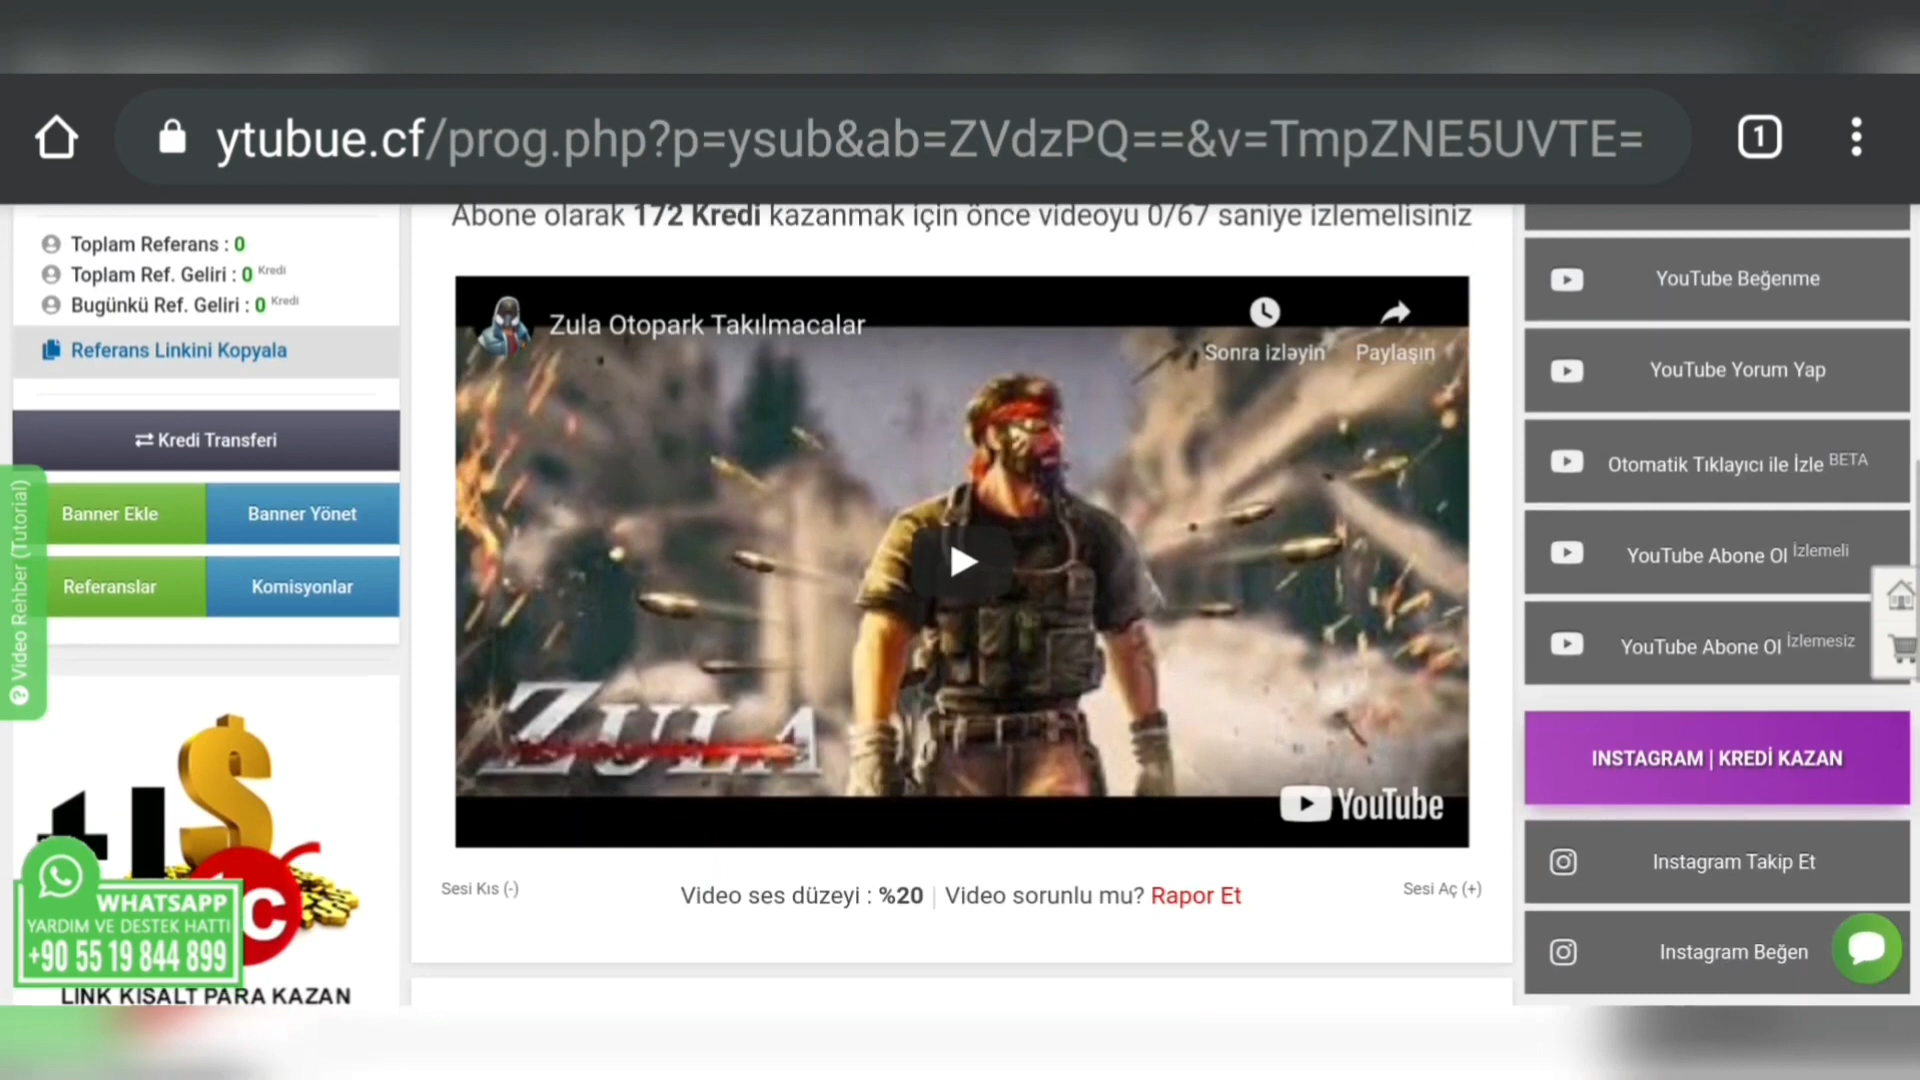 ytubue.cf/prog.php?p=ysub&ab=ZVdzPQ==&v=TmpZNE5UVTE=
1
Toplam Referans : 0
Toplam Ref. Geliri : 0 Kredi
Bugünkü Ref. Geliri : 0 Kredi
Referans Linkini Kopyala
Kredi Transferi
Banner Ekle
Banner Yönet
Referanslar
Komisyonlar
Video Rehber (Tutorial)
WHATSAPP
YARDIM VE DESTEK HATTI
+90 55 19 844 899
LINK KISALT PARA KAZAN
Abone olarak 172 Kredi kazanmak için önce videoyu 0/67 saniye izlemelisiniz
Zula Otopark Takılmacalar
Sonra izləyin
Paylaşın
ZULA
YouTube
Sesi Kıs (-)
Video ses düzeyi : %20 | Video sorunlu mu? Rapor Et
Sesi Aç (+)
YouTube Beğenme
YouTube Yorum Yap
Otomatik Tıklayıcı ile İzle BETA
YouTube Abone Ol İzlemeli
YouTube Abone Ol İzlemesiz
INSTAGRAM | KREDİ KAZAN
Instagram Takip Et
Instagram Beğen